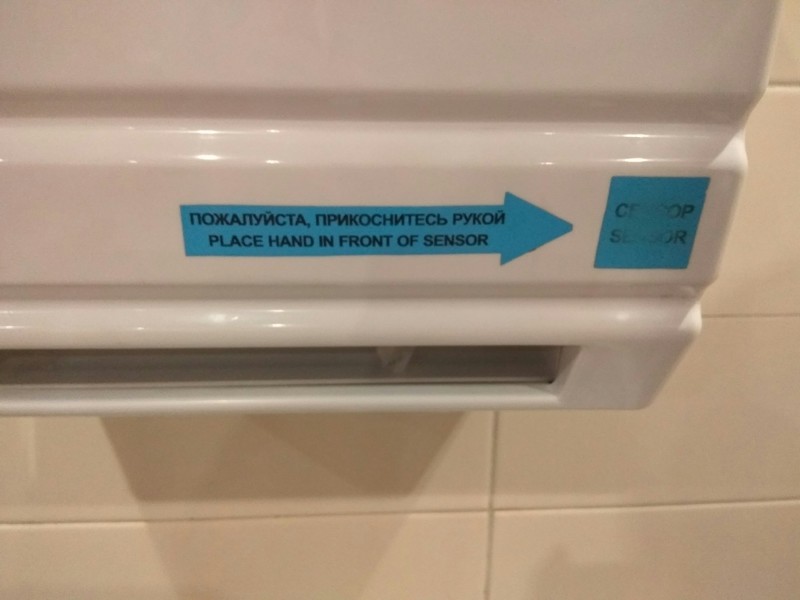 ПОЖАЛУЙСТА, ПРИКОСНИТЕСЬ РУКОЙ
PLACE HAND IN FRONT OF SENSOR
СЕНСОР
SENSOR